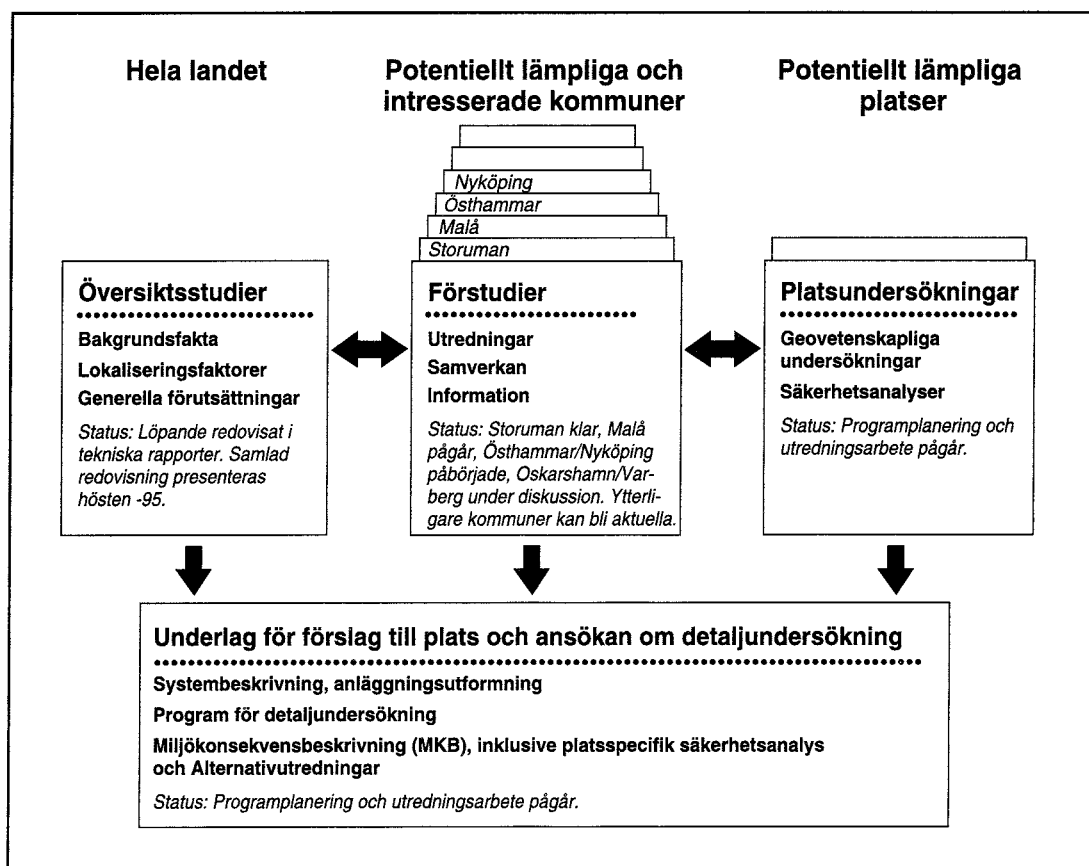 Hela landet
Potentiellt lämpliga och
intresserade kommuner
Potentiellt lämpliga
platser
Nyköping
Östhammar
Malå
Storuman
Översiktsstudier
Bakgrundsfakta
Lokaliseringsfaktorer
Generella förutsättningar
Status: Löpande redovisat i
tekniska rapporter. Samlad
redovisning presenteras
hösten -95.
Förstudier
Utredningar
Samverkan
Information
Status: Storuman klar, Malå
pågår, Östhammar/Nyköping
påbörjade, Oskarshamn/Var-
berg under diskussion. Ytterl-
igare kommuner kan bli aktuella.
Platsundersökningar
Geovetenskapliga
undersökningar
Säkerhetsanalyser
Status: Programplanering och
utredningsarbete pågår.
Underlag för förslag till plats och ansökan om detaljundersökning
Systembeskrivning, anläggningsutformning
Program för detaljundersökning
Miljökonsekvensbeskrivning (MKB), inklusive platsspecifik säkerhetsanalys
och Alternativutredningar
Status: Programplanering och utredningsarbete pågår.